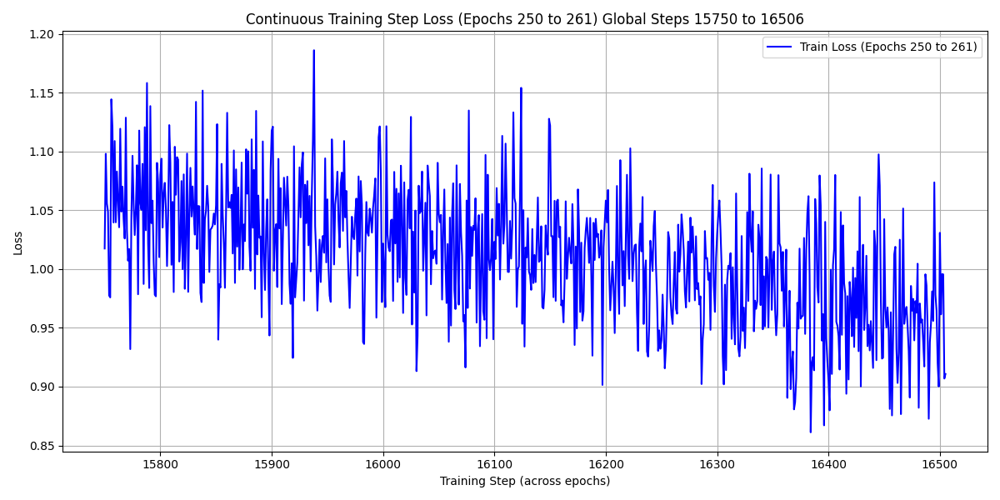 Continuous Training Step Loss (Epochs 250 to 261) Global Steps 15750 to 16506
Train Loss (Epochs 250 to 261)
Loss
1.20
1.15
1.10
1.05
1.00
0.95
0.90
0.85
15800 15900 16000 16100 16200 16300 16400 16500
Training Step (across epochs)